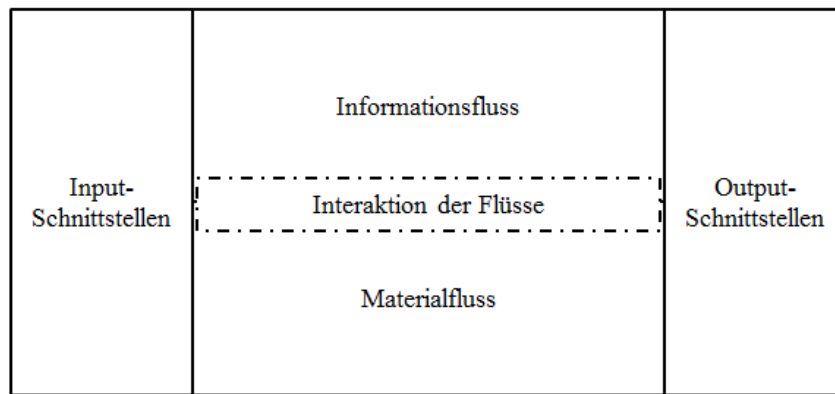 Input-
Schnittstellen
Informationsfluss
Interaktion der Flüsse
Materialfluss
Output-
Schnittstellen